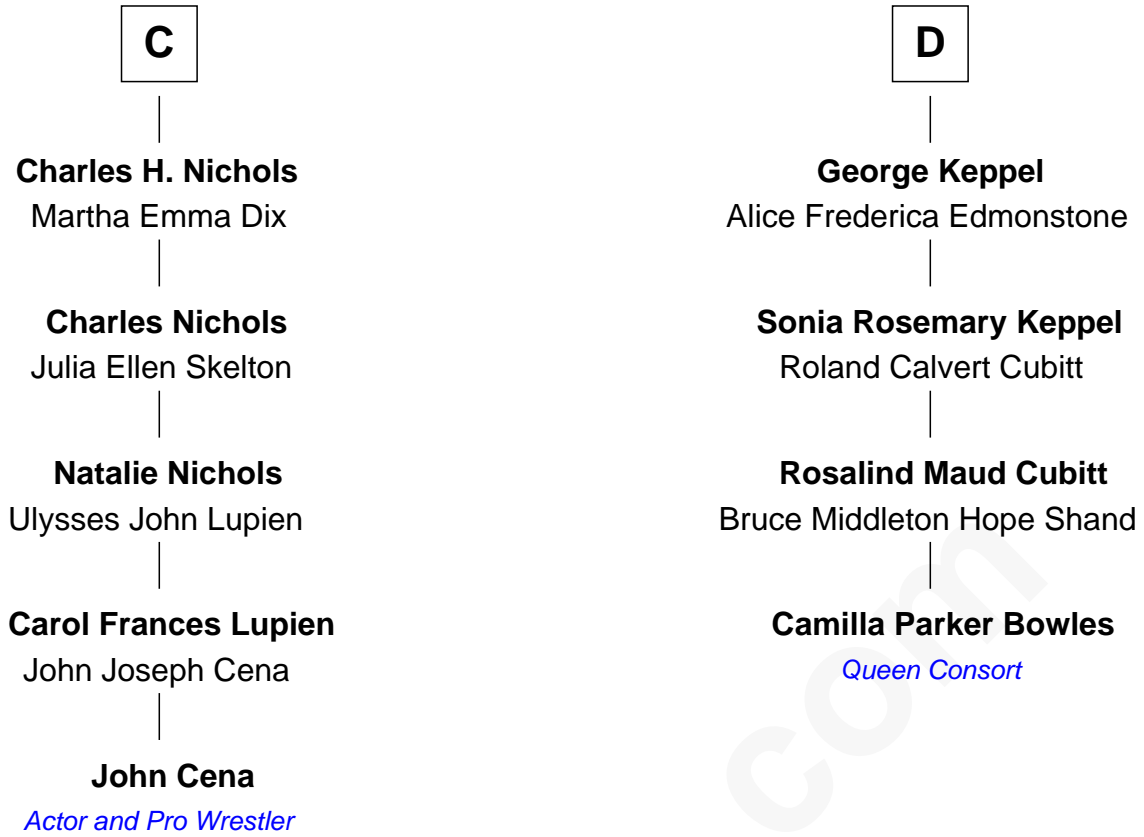 C
Charles H. Nichols
Martha Emma Dix
Charles Nichols
Julia Ellen Skelton
Natalie Nichols
Ulysses John Lupien
Carol Frances Lupien
John Joseph Cena
John Cena
Actor and Pro Wrestler
D
George Keppel
Alice Frederica Edmonstone
Sonia Rosemary Keppel
Roland Calvert Cubitt
Rosalind Maud Cubitt
Bruce Middleton Hope Shand
Camilla Parker Bowles
Queen Consort
com